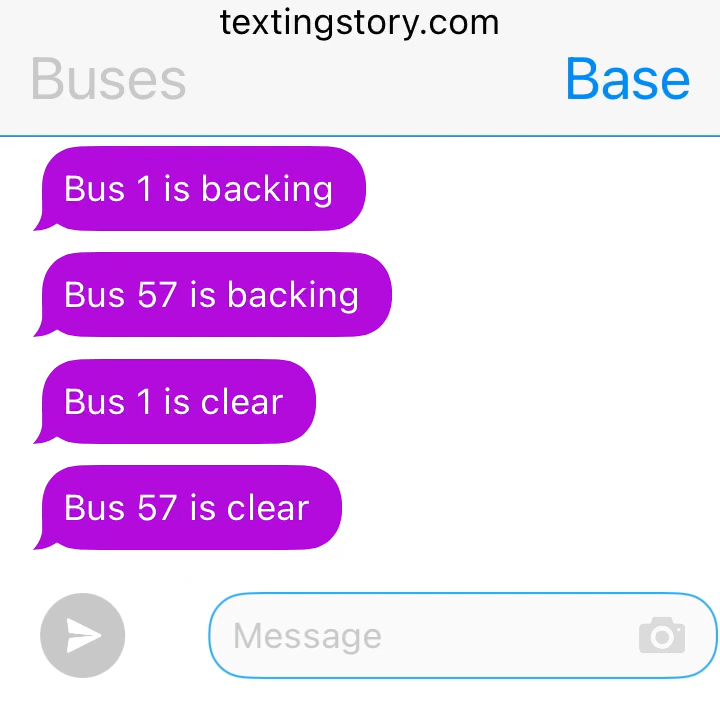 textingstory.com
Buses Base
Bus 1 is backing
Bus 57 is backing
Bus 1 is clear
Bus 57 is clear
Message